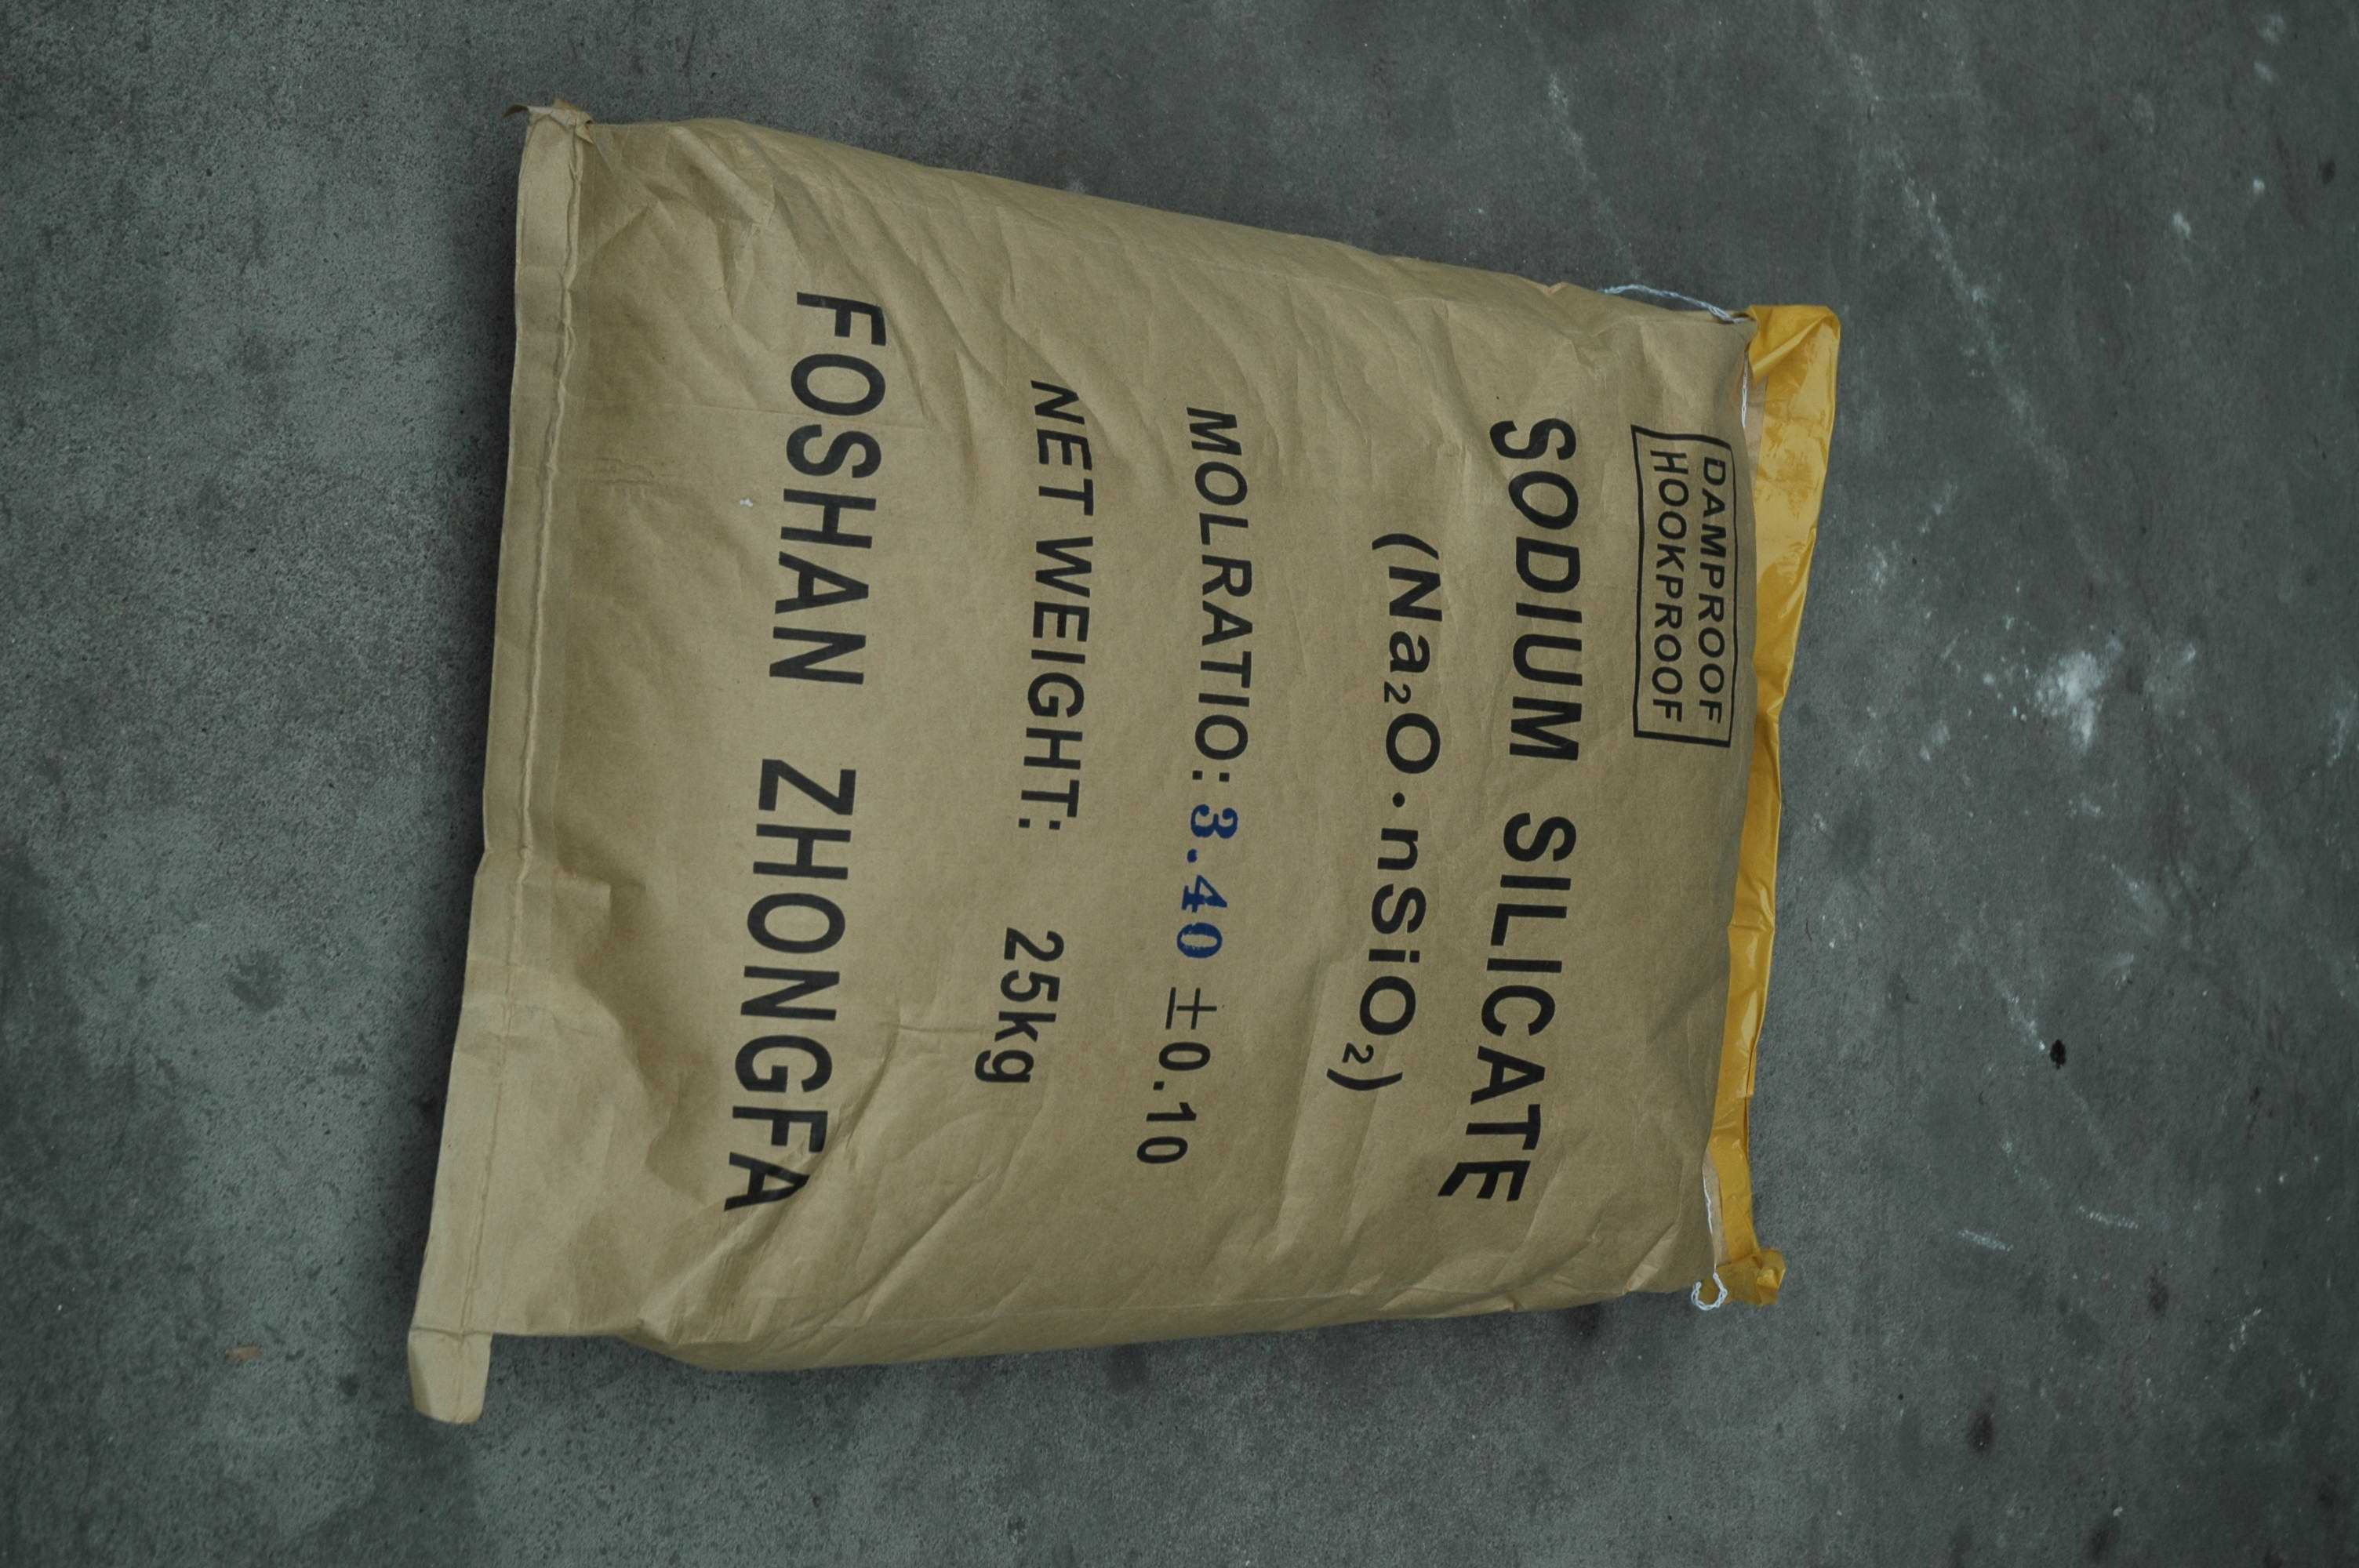 DAMPROOF
HOOKPROOF
SODIUM SILICATE
(Na₂O·nSiO₂)
MOLRATIO: 3.40 ±0.10
NET WEIGHT: 25kg
FOSHAN ZHONGFA